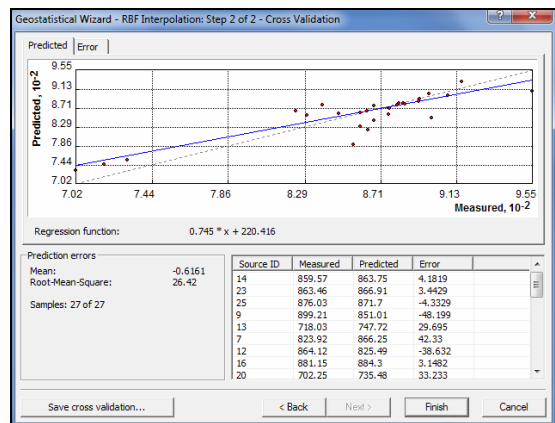 Geostatistical Wizard - RBF Interpolation: Step 2 of 2 - Cross Validation
Predicted Error
Predicted, 10-2
9.55
9.13
8.71
8.29
7.86
7.44
7.02
7.02 7.44 7.86 8.29 8.71 9.13 9.55
Measured, 10-2
Regression function: 0.745 * x + 220.416
Prediction errors
Mean: -0.6161
Root-Mean-Square: 26.42
Samples: 27 of 27
Source ID Measured Predicted Error
14 859.57 863.75 4.1819
23 863.46 866.91 3.4429
25 876.03 871.7 -4.3329
9 899.21 851.01 -48.199
13 718.03 747.72 29.695
7 823.92 866.25 42.33
12 864.12 825.49 -38.632
16 881.15 884.3 3.1482
20 702.25 735.48 33.233
Save cross validation... < Back Next > Finish Cancel